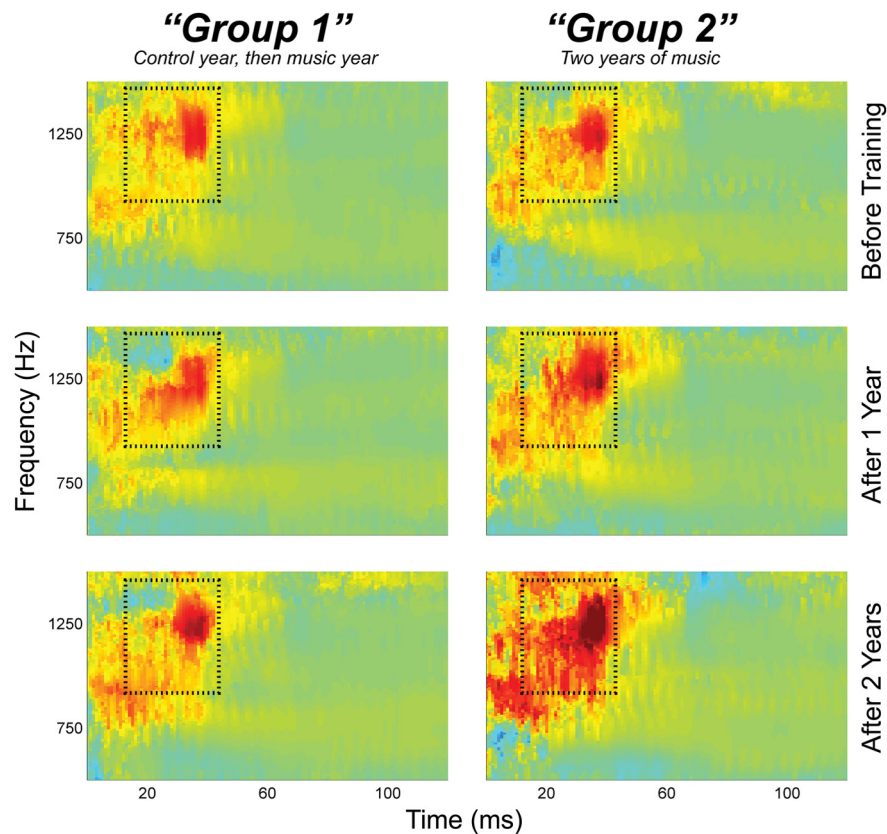 “Group 1”
Control year, then music year
“Group 2”
Two years of music
1250
750
Before Training
Frequency (Hz)
1250
750
After 1 Year
1250
750
After 2 Years
20
60
100
20
60
100
Time (ms)